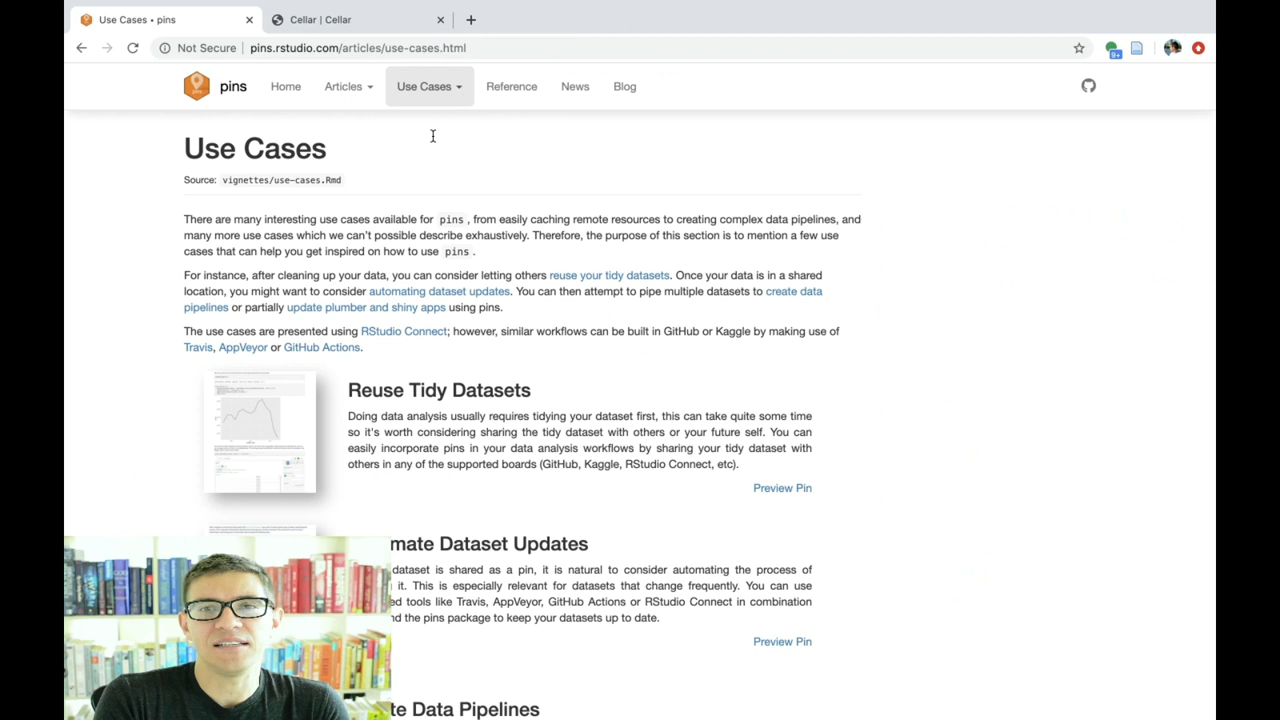 Use Cases • pins
Cellar | Cellar
Not Secure | pins.rstudio.com/articles/use-cases.html
9+
pins Home Articles Use Cases Reference News Blog
Use Cases
Source: vignettes/use-cases.Rmd
There are many interesting use cases available for pins, from easily caching remote resources to creating complex data pipelines, and
many more use cases which we can't possible describe exhaustively. Therefore, the purpose of this section is to mention a few use
cases that can help you get inspired on how to use pins.
For instance, after cleaning up your data, you can consider letting others reuse your tidy datasets. Once your data is in a shared
location, you might want to consider automating dataset updates. You can then attempt to pipe multiple datasets to create data
pipelines or partially update plumber and shiny apps using pins.
The use cases are presented using RStudio Connect; however, similar workflows can be built in GitHub or Kaggle by making use of
Travis, AppVeyor or GitHub Actions.
Reuse Tidy Datasets
Doing data analysis usually requires tidying your dataset first, this can take quite some time
so it's worth considering sharing the tidy dataset with others or your future self. You can
easily incorporate pins in your data analysis workflows by sharing your tidy dataset with
others in any of the supported boards (GitHub, Kaggle, RStudio Connect, etc).
Preview Pin
mate Dataset Updates
dataset is shared as a pin, it is natural to consider automating the process of
it. This is especially relevant for datasets that change frequently. You can use
ed tools like Travis, AppVeyor, GitHub Actions or RStudio Connect in combination
nd the pins package to keep your datasets up to date.
Preview Pin
te Data Pipelines